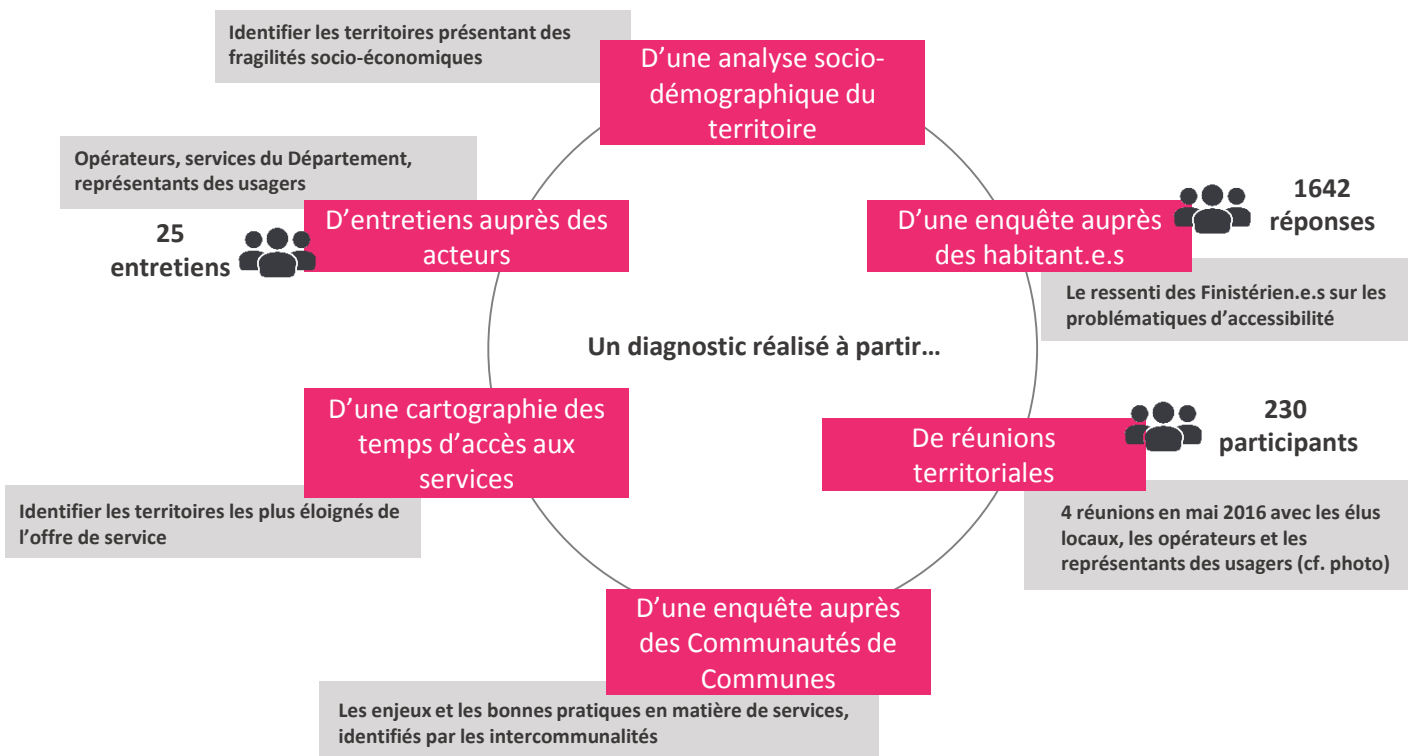 Identifier les territoires présentant des
fragilités socio-économiques
D’une analyse socio-
démographique du
territoire
Opérateurs, services du Département,
représentants des usagers
25
entretiens
D’entretiens auprès des
acteurs
D’une enquête auprès
des habitant.e.s
1642
réponses
Le ressenti des Finistérien.e.s sur les
problématiques d’accessibilité
Un diagnostic réalisé à partir…
D’une cartographie des
temps d’accès aux
services
Identifier les territoires les plus éloignés de
l’offre de service
De réunions
territoriales
230
participants
4 réunions en mai 2016 avec les élus
locaux, les opérateurs et les
représentants des usagers (cf. photo)
D’une enquête auprès
des Communautés de
Communes
Les enjeux et les bonnes pratiques en matière de services,
identifiés par les intercommunalités